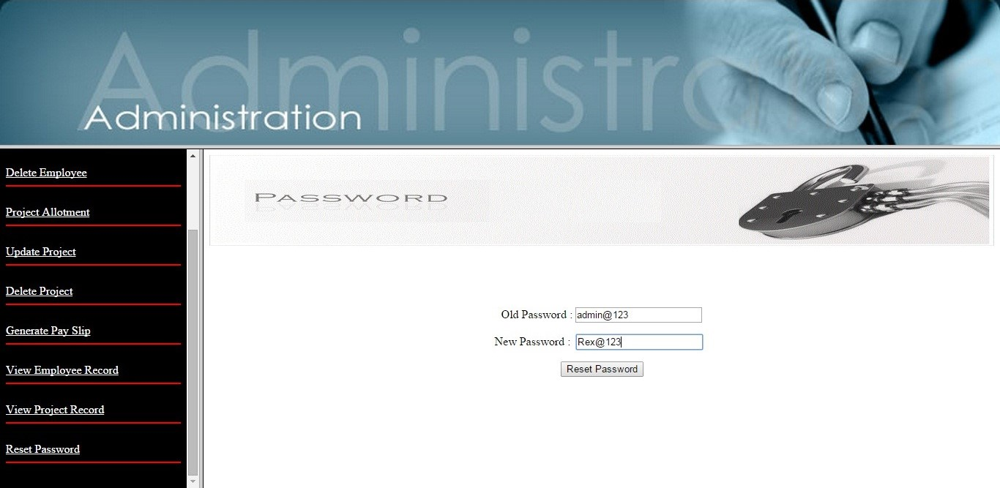 Administra
Administration
Delete Employee
Project Allotment
Update Project
Delete Project
Generate Pay Slip
View Employee Record
View Project Record
Reset Password
PASSWORD
Old Password : admin@123
New Password : Rex@123
Reset Password